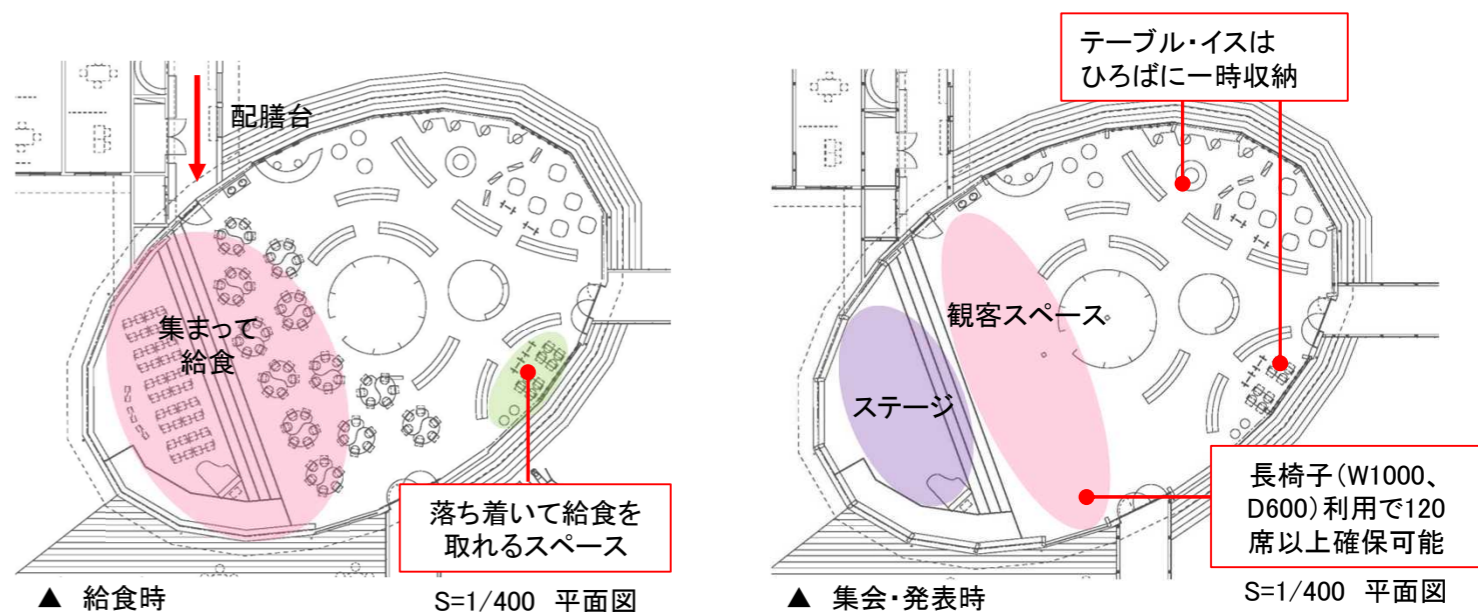 配膳台
集まって
給食
落ち着いて給食を
取れるスペース
▲ 給食時
S=1/400 平面図
テーブル・イスは
ひろばに一時収納
観客スペース
ステージ
長椅子(W1000、
D600)利用で120
席以上確保可能
▲ 集会・発表時
S=1/400 平面図